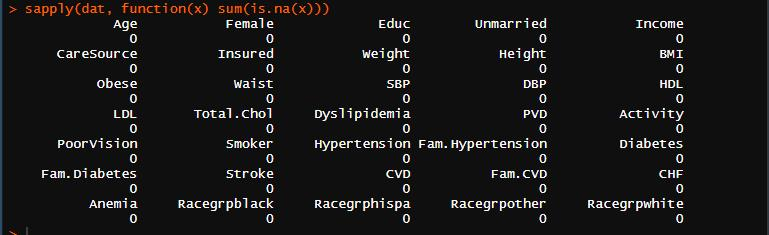 > sapply(dat, function(x) sum(is.na(x)))
Age Female Educ Unmarried Income
0 0 0 0 0
CareSource Insured Weight Height BMI
0 0 0 0 0
Obese Waist SBP DBP HDL
0 0 0 0 0
LDL Total.Chol Dyslipidemia PVD Activity
0 0 0 0 0
PoorVision Smoker Hypertension Fam.Hypertension Diabetes
0 0 0 0 0
Fam.Diabetes Stroke CVD Fam.CVD CHF
0 0 0 0 0
Anemia Racegrpblack Racegrphispa Racegrpother Racegrpwhite
0 0 0 0 0
>